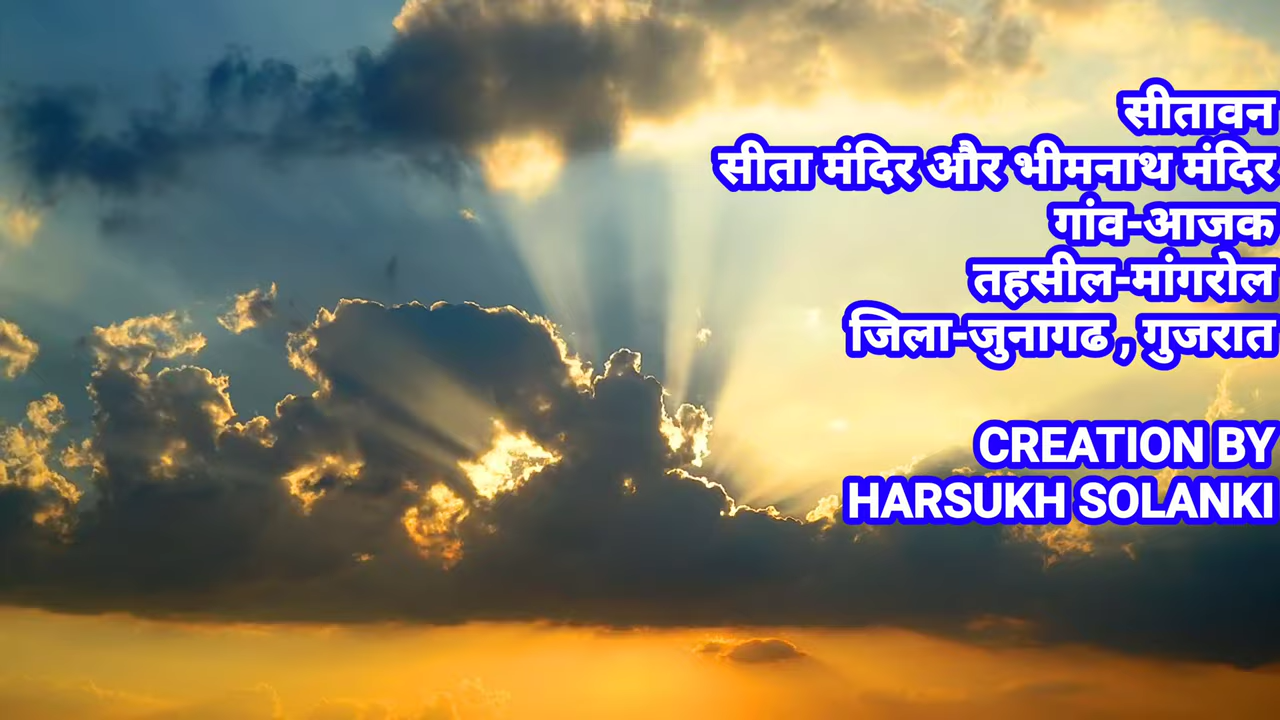 सीतावन
सीता मंदिर और भीमनाथ मंदिर
गांव-आजक
तहसील-मांगरोल
जिला-जुनागढ , गुजरात
CREATION BY
HARSUKH SOLANKI